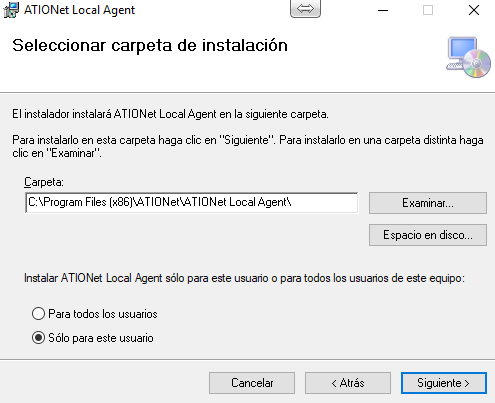 ATIONet Local Agent
Seleccionar carpeta de instalación
El instalador instalará ATIONet Local Agent en la siguiente carpeta.
Para instalarlo en esta carpeta haga clic en "Siguiente". Para instalarlo en una carpeta distinta haga
clic en "Examinar".
Carpeta:
C:\Program Files (x86)\ATIONet\ATIONet Local Agent\
Examinar...
Espacio en disco...
Instalar ATIONet Local Agent sólo para este usuario o para todos los usuarios de este equipo:
Para todos los usuarios
Sólo para este usuario
Cancelar
< Atrás
Siguiente >